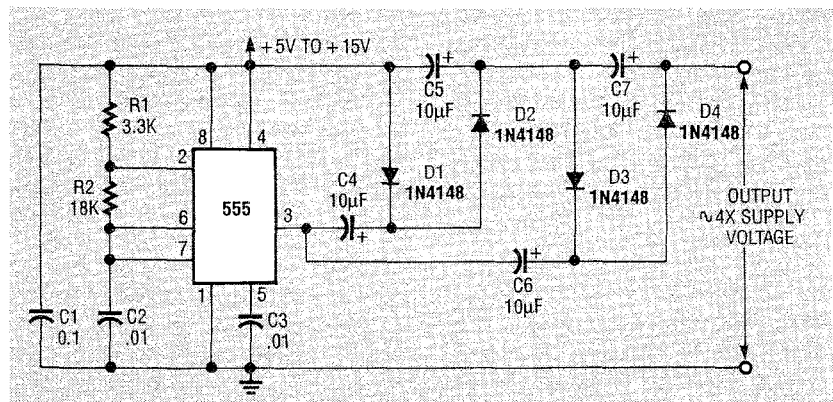 +5V TO +15V
R1
3.3K
R2
18K
8
4
2
6
7
3
1
5
555
C1
0.1
C2
.01
C3
.01
C4
10µF
+
C5
10µF
+
D1
1N4148
D2
1N4148
C6
10µF
+
C7
10µF
+
D3
1N4148
D4
1N4148
OUTPUT
∿4X SUPPLY
VOLTAGE